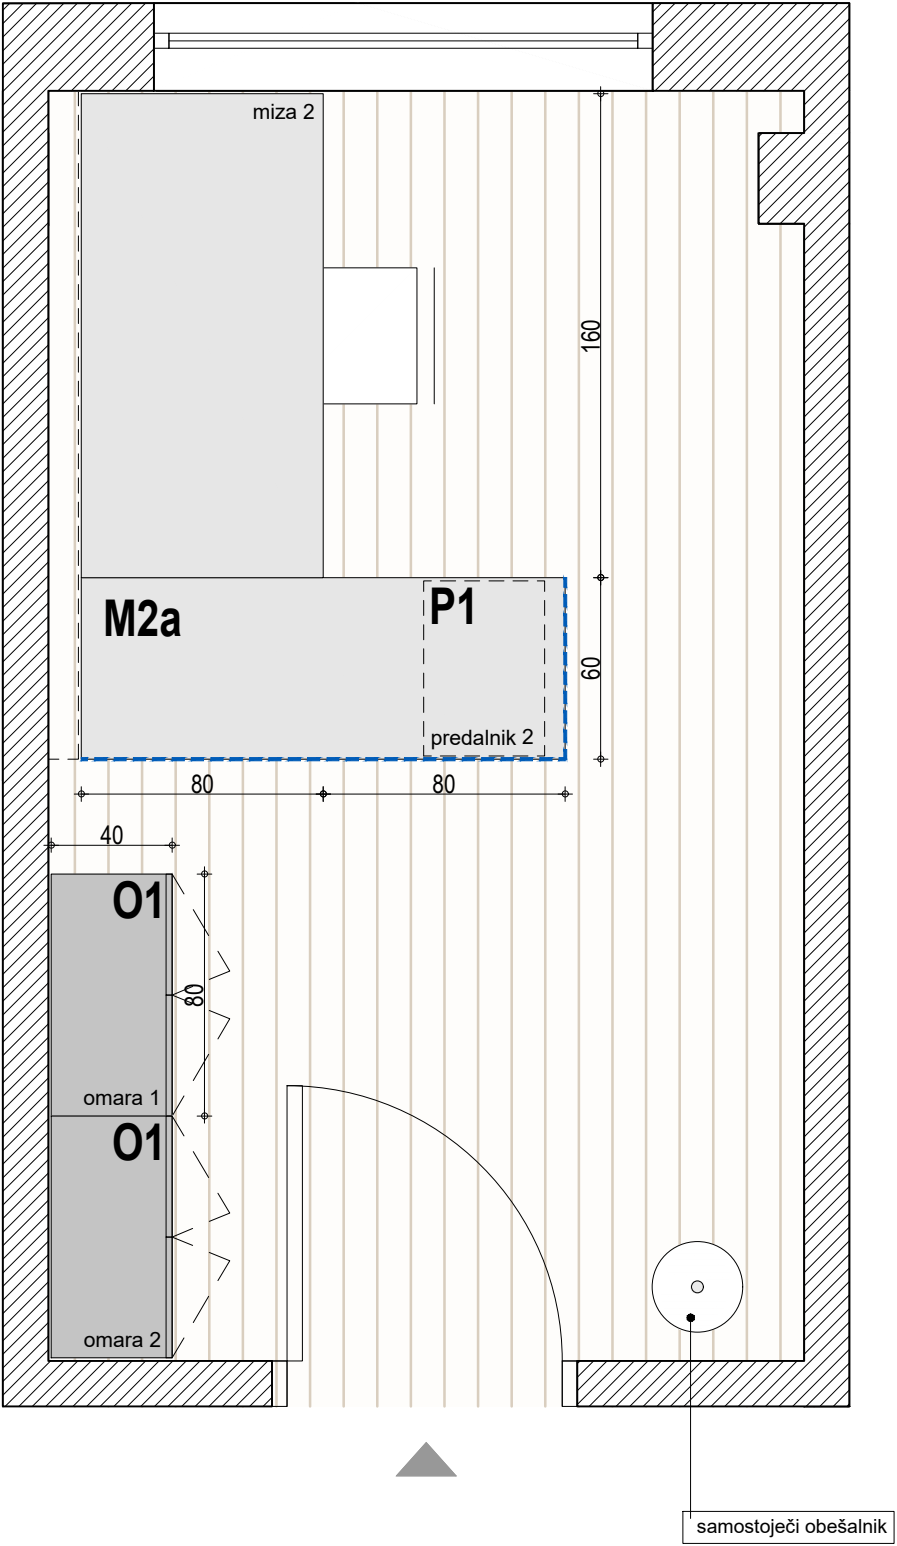 miza 2
160
M2a
P1
60
predalnik 2
80
80
40
O1
80
omara 1
O1
omara 2
samostoječi obešalnik